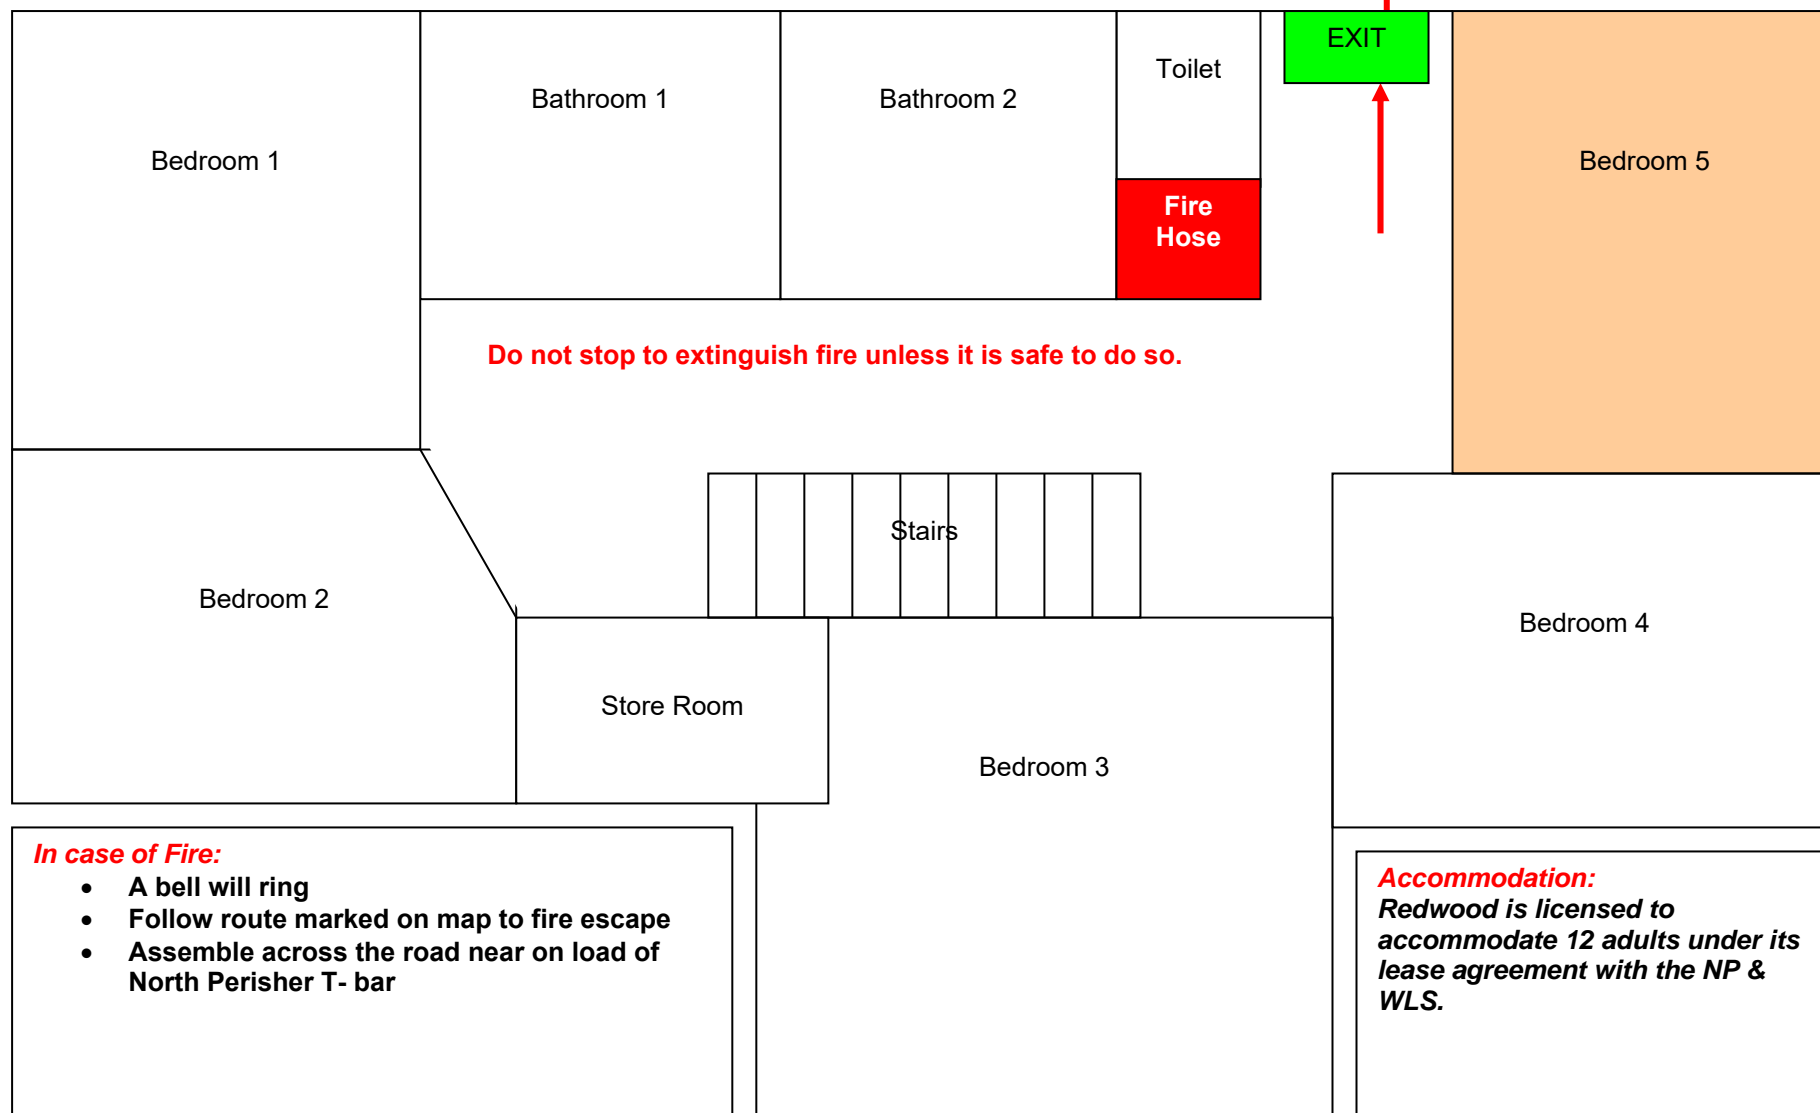 EXIT
Toilet
Bathroom 1
Bathroom 2
Bedroom 1
Bedroom 5
Fire
Hose
Do not stop to extinguish fire unless it is safe to do so.
Stairs
Bedroom 2
Bedroom 4
Store Room
Bedroom 3
In case of Fire:
• A bell will ring
• Follow route marked on map to fire escape
• Assemble across the road near on load of
North Perisher T- bar
Accommodation:
Redwood is licensed to
accommodate 12 adults under its
lease agreement with the NP &
WLS.